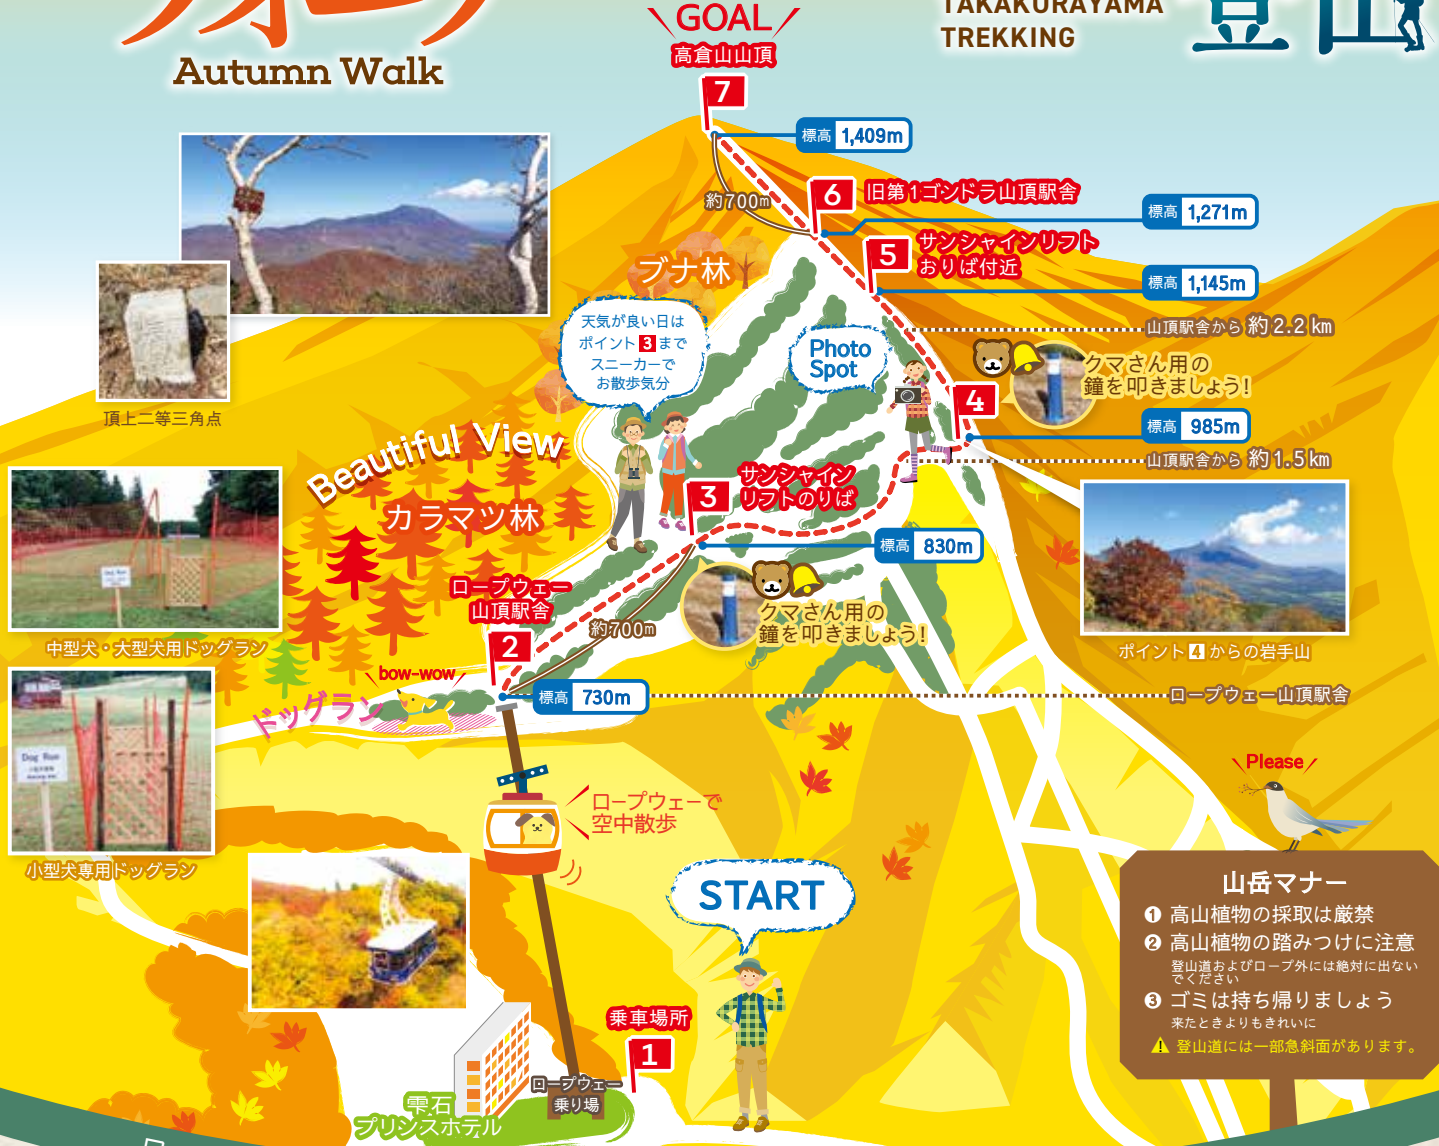 ウォーク
Autumn Walk
GOAL
高倉山山頂
7
TAKAKURAYAMA
TREKKING
登山
標高 1,409m
約700m
6
旧第1ゴンドラ山頂駅舎
標高 1,271m
5
サンシャインリフト
おりば付近
標高 1,145m
山頂駅舎から 約2.2km
ブナ林
天気が良い日は
ポイント3まで
スニーカーで
お散歩気分
Photo
Spot
クマさん用の
鐘を叩きましょう!
4
標高 985m
山頂駅舎から 約1.5km
頂上二等三角点
Beautiful View
カラマツ林
3
サンシャイン
リフトのりば
標高 830m
クマさん用の
鐘を叩きましょう!
ポイント4からの岩手山
Dog Run
中型犬・大型犬用ドッグラン
ロープウェー
山頂駅舎
2
約700m
bow-wow
ドッグラン
標高 730m
ロープウェー山頂駅舎
Dog Run
小型犬専用ドッグラン
ロープウェーで
空中散歩
START
Please
山岳マナー
❶ 高山植物の採取は厳禁
❷ 高山植物の踏みつけに注意
登山道およびロープ外には絶対に出ない
でください
❸ ゴミは持ち帰りましょう
来たときよりもきれいに
登山道には一部急斜面があります。
乗車場所
1
ロープウェー
乗り場
雫石
プリンスホテル